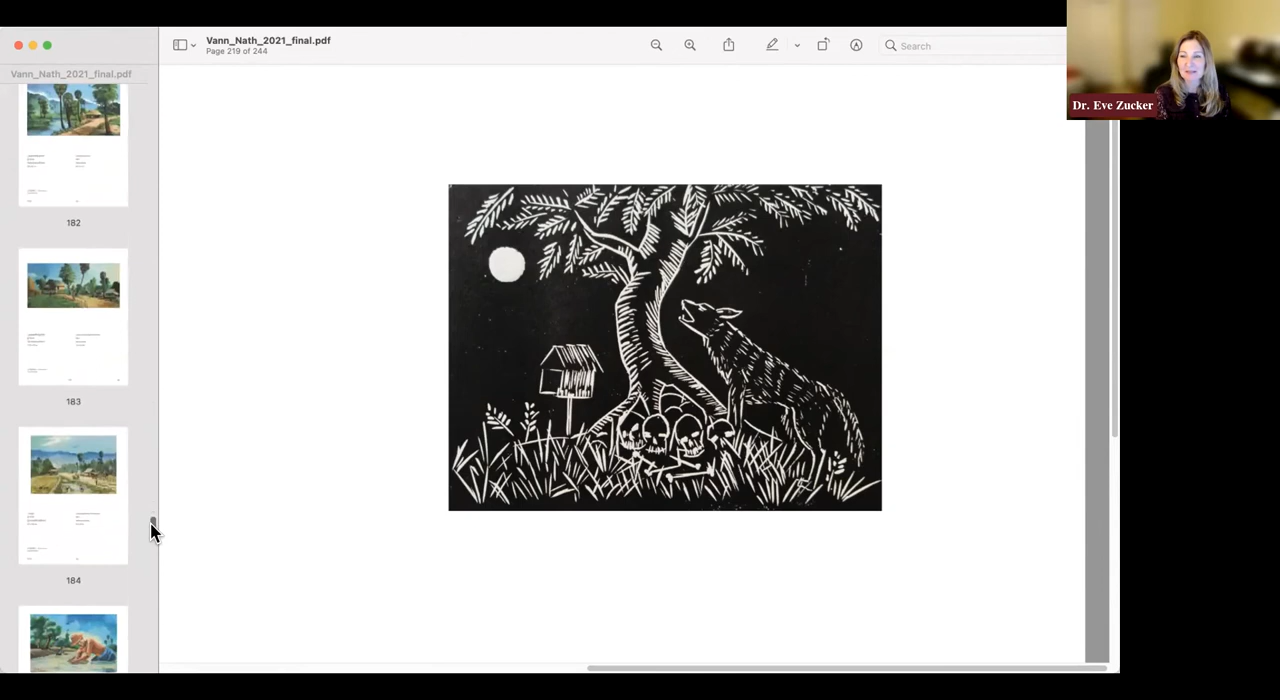 Vann_Nath_2021_final.pdf
Page 219 of 244
Search
Dr. Eve Zucker
Vann_Nath_2021_final.pdf
182
183
184